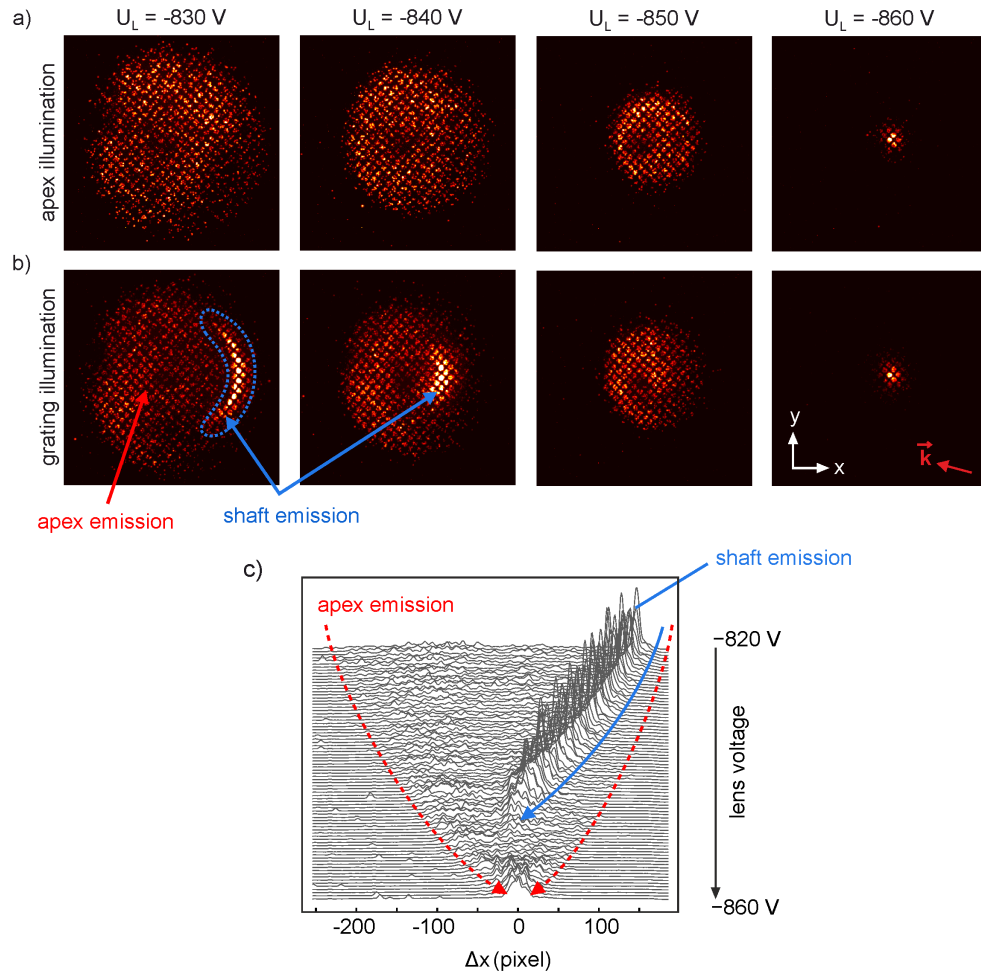 a)
U_L = -830 V
U_L = -840 V
U_L = -850 V
U_L = -860 V
apex illumination
b)
grating illumination
y
x
k
apex emission
shaft emission
c)
shaft emission
apex emission
−820 V
lens voltage
−860 V
-200
-100
0
100
Δx (pixel)